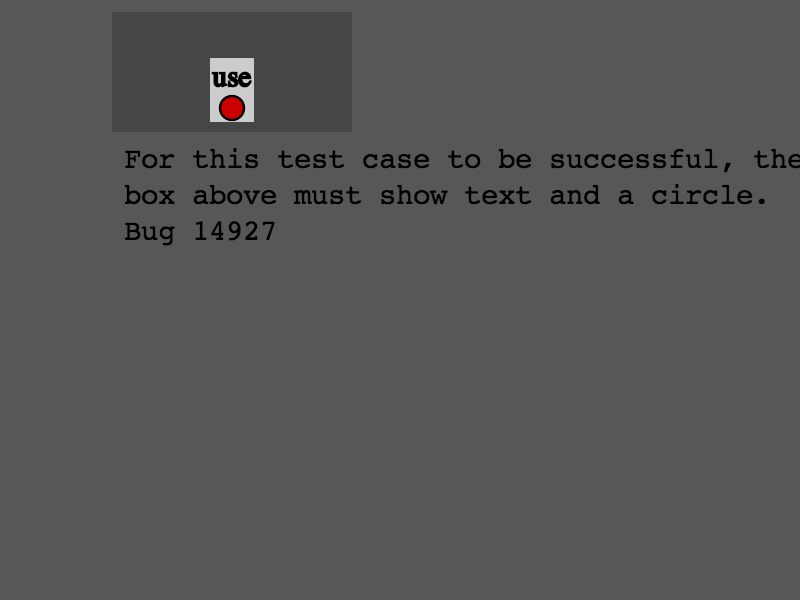 use
For this test case to be successful, the
box above must show text and a circle.
Bug 14927